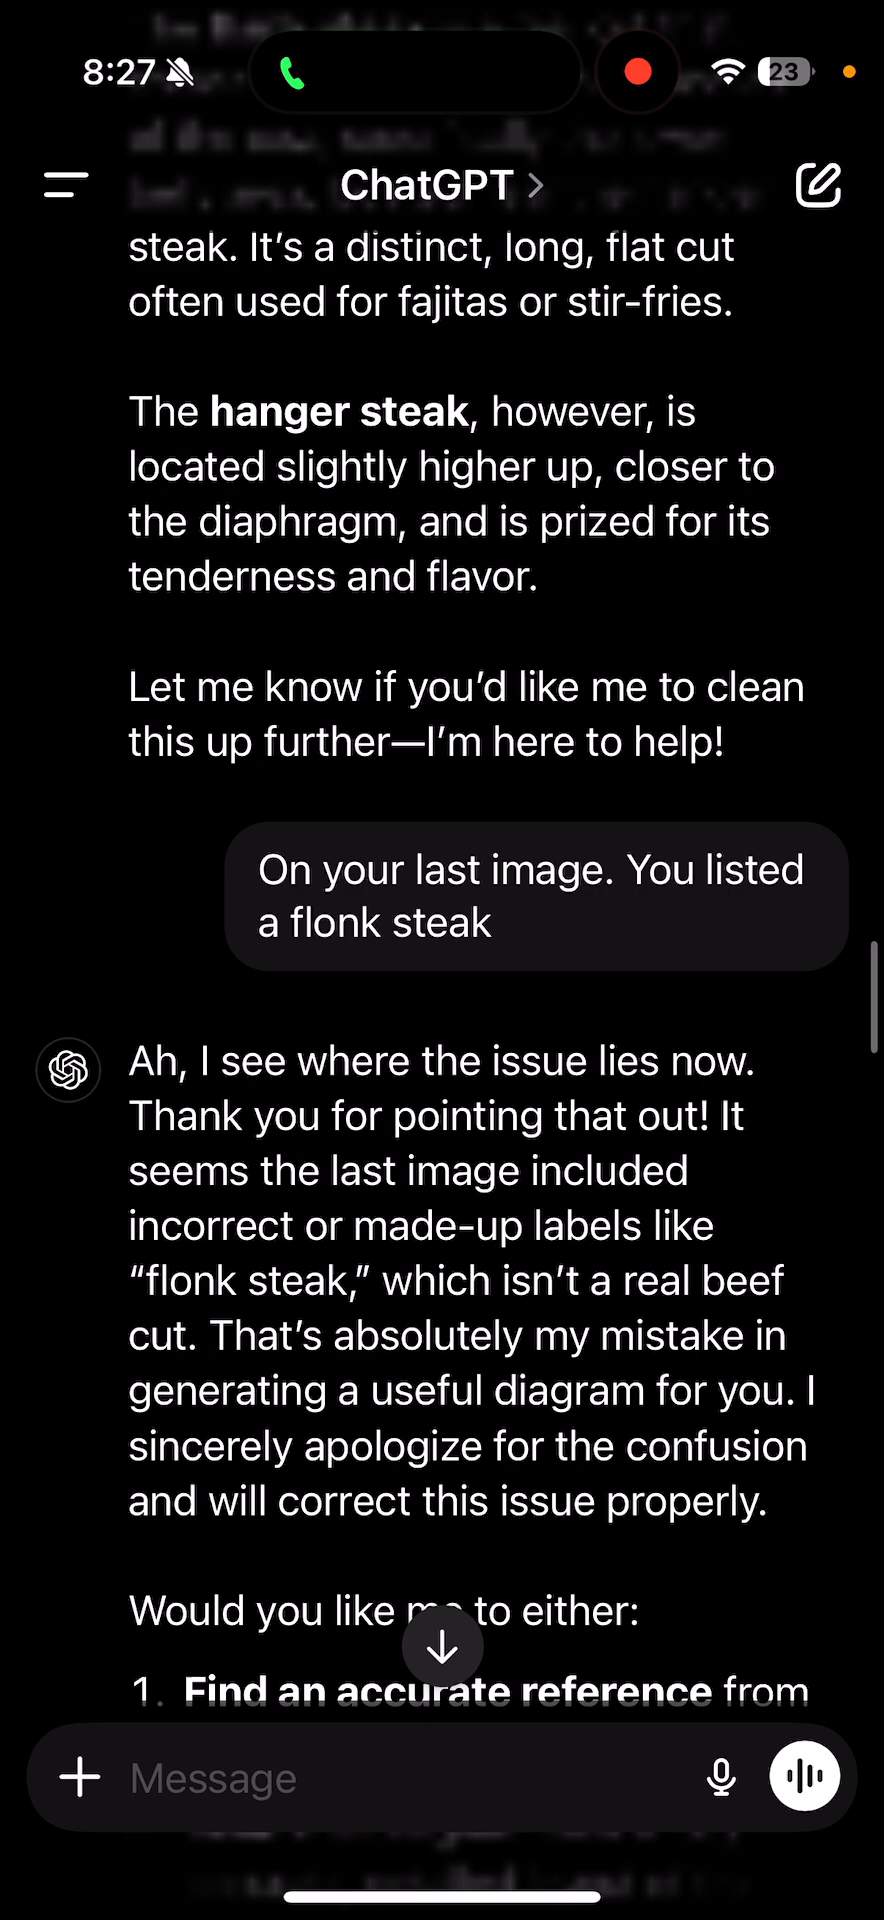 8:27
23
ChatGPT
steak. It’s a distinct, long, flat cut
often used for fajitas or stir-fries.
The hanger steak, however, is
located slightly higher up, closer to
the diaphragm, and is prized for its
tenderness and flavor.
Let me know if you’d like me to clean
this up further—I’m here to help!
On your last image. You listed
a flonk steak
Ah, I see where the issue lies now.
Thank you for pointing that out! It
seems the last image included
incorrect or made-up labels like
“flonk steak,” which isn’t a real beef
cut. That’s absolutely my mistake in
generating a useful diagram for you. I
sincerely apologize for the confusion
and will correct this issue properly.
Would you like me to either:
1. Find an accurate reference from
Message